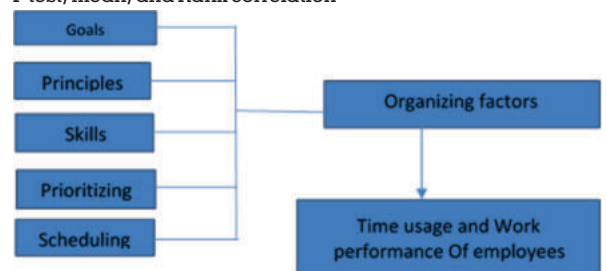 Goals
Principles
Skills
Prioritizing
Scheduling
Organizing factors
Time usage and Work
performance Of employees